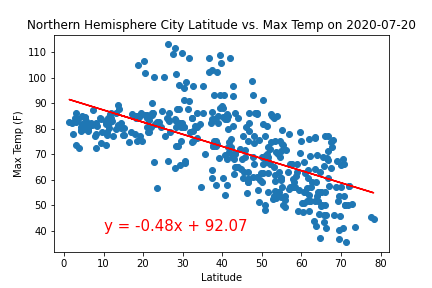 Northern Hemisphere City Latitude vs. Max Temp on 2020-07-20
Max Temp (F)
110
100
90
80
70
60
50
40
y = -0.48x + 92.07
0 10 20 30 40 50 60 70 80
Latitude